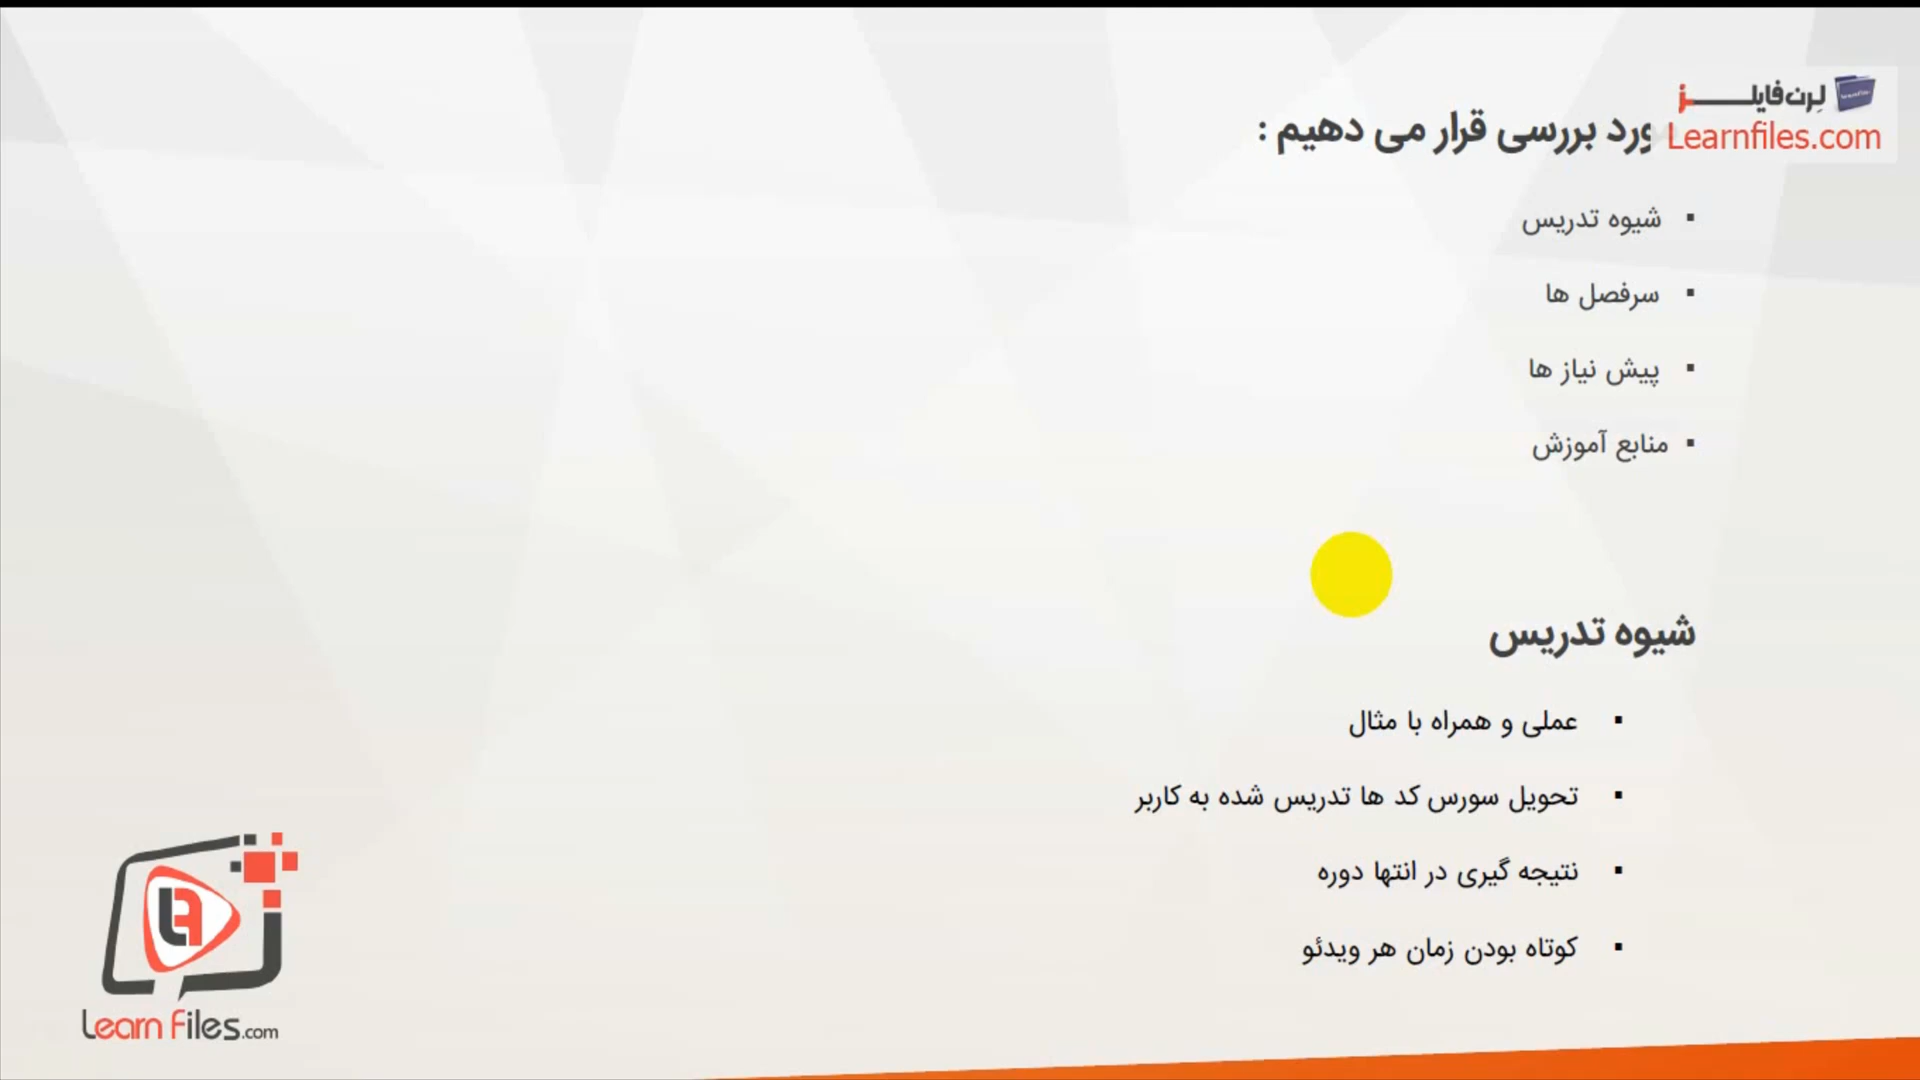 لرن‌فایلز
Learnfiles.com
مورد بررسی قرار می دهیم :
▪ شیوه تدریس
▪ سرفصل ها
▪ پیش نیاز ها
▪ منابع آموزش
شیوه تدریس
▪ عملی و همراه با مثال
▪ تحویل سورس کد ها تدریس شده به کاربر
▪ نتیجه گیری در انتها دوره
▪ کوتاه بودن زمان هر ویدئو
Learn Files.com